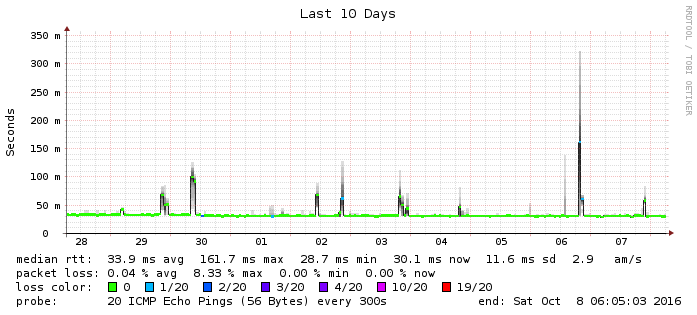 Last 10 Days
RRDTOOL / TOBI OETIKER
Seconds
350 m
300 m
250 m
200 m
150 m
100 m
50 m
0
28 29 30 01 02 03 04 05 06 07
median rtt: 33.9 ms avg 161.7 ms max 28.7 ms min 30.1 ms now 11.6 ms sd 2.9 am/s
packet loss: 0.04 % avg 8.33 % max 0.00 % min 0.00 % now
loss color: 0 1/20 2/20 3/20 4/20 10/20 19/20
probe: 20 ICMP Echo Pings (56 Bytes) every 300s end: Sat Oct 8 06:05:03 2016